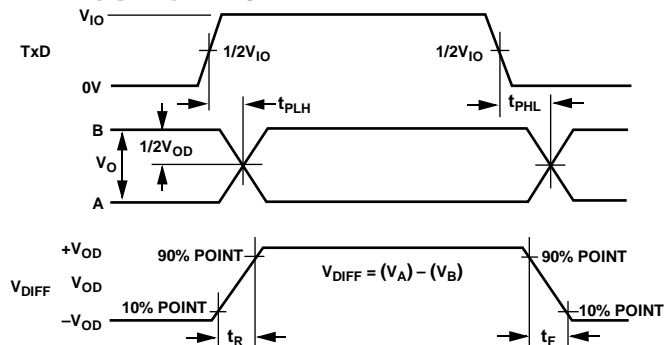 V_IO
TxD
1/2V_IO
1/2V_IO
0V
t_PLH
t_PHL
B
1/2V_OD
V_O
A
+V_OD
90% POINT
V_DIFF = (V_A) – (V_B)
90% POINT
V_DIFF
V_OD
10% POINT
10% POINT
–V_OD
t_R
t_F